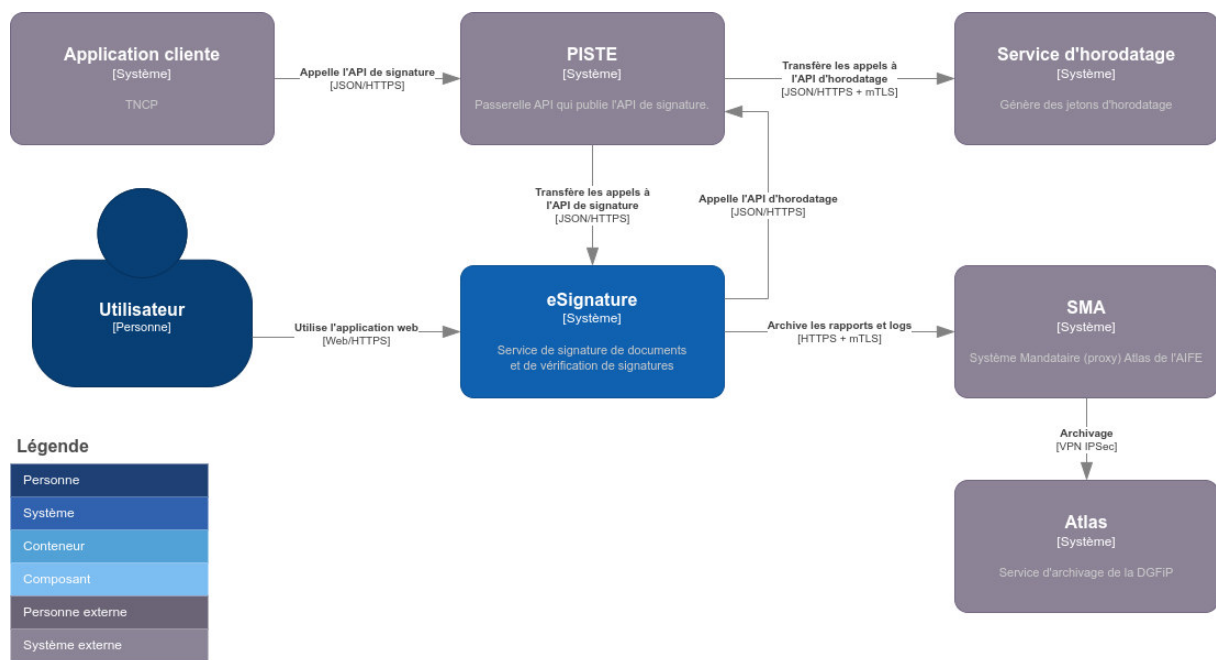 Application cliente
[Système]
TNCP
Appelle l'API de signature
[JSON/HTTPS]
PISTE
[Système]
Passerelle API qui publie l'API de signature.
Transfère les appels à
l'API d'horodatage
[JSON/HTTPS + mTLS]
Service d'horodatage
[Système]
Génère des jetons d'horodatage
Transfère les appels à
l'API de signature
[JSON/HTTPS]
Appelle l'API d'horodatage
[JSON/HTTPS]
Utilisateur
[Personne]
Utilise l'application web
[Web/HTTPS]
eSignature
[Système]
Service de signature de documents
et de vérification de signatures
Archive les rapports et logs
[HTTPS + mTLS]
SMA
[Système]
Système Mandataire (proxy) Atlas de l'AIFE
Archivage
[VPN IPSec]
Atlas
[Système]
Service d'archivage de la DGFiP
Légende
Personne
Système
Conteneur
Composant
Personne externe
Système externe